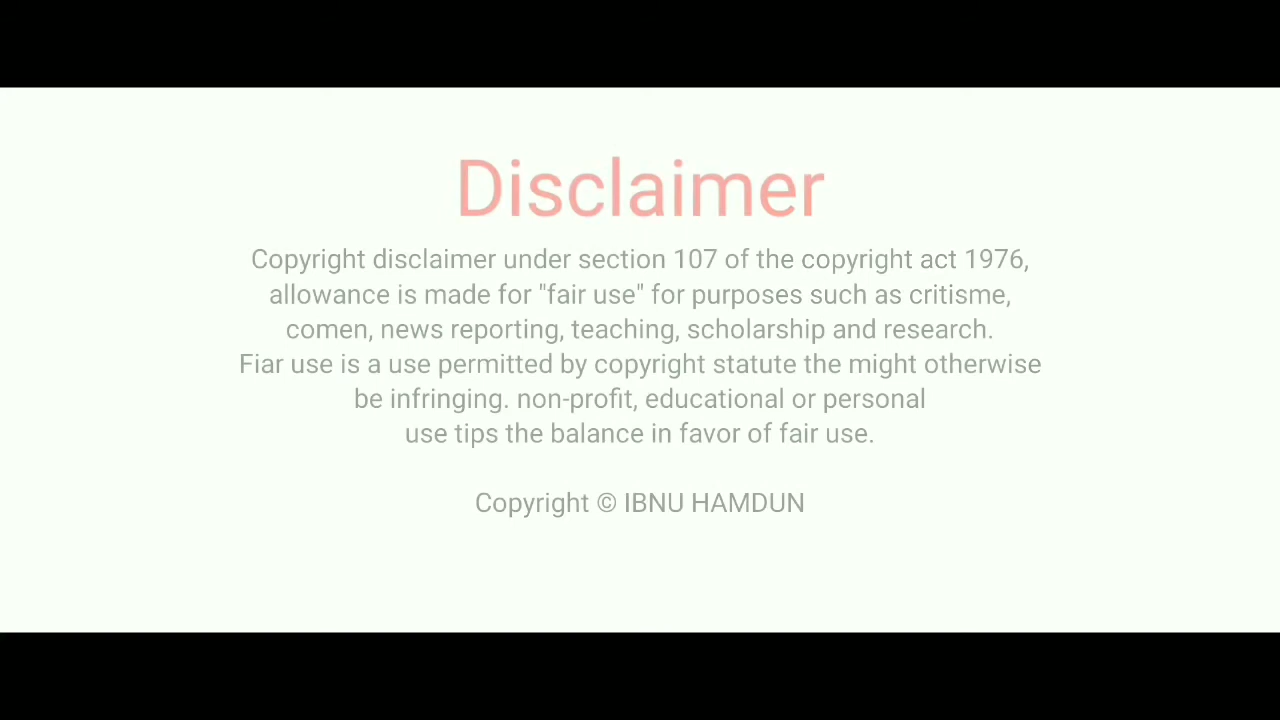 Disclaimer
Copyright disclaimer under section 107 of the copyright act 1976,
allowance is made for "fair use" for purposes such as critisme,
comen, news reporting, teaching, scholarship and research.
Fiar use is a use permitted by copyright statute the might otherwise
be infringing. non-profit, educational or personal
use tips the balance in favor of fair use.
Copyright © IBNU HAMDUN